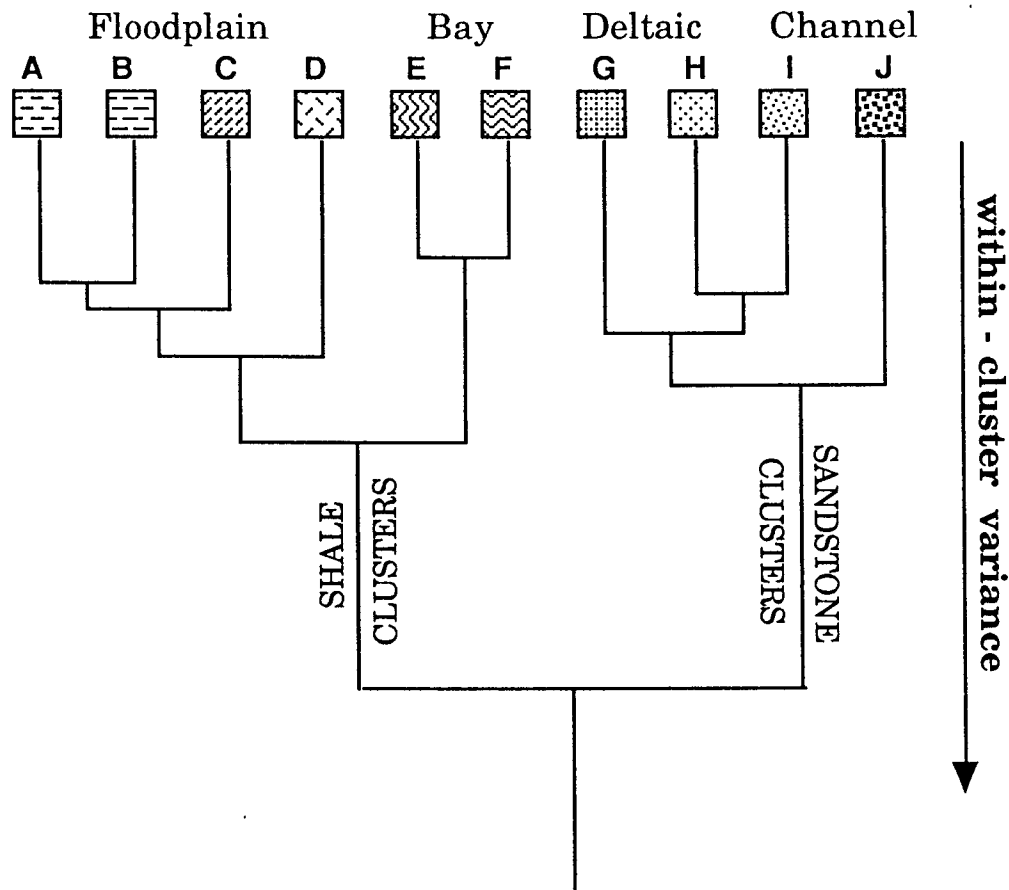 Floodplain Bay Deltaic Channel
A B C D E F G H I J
within - cluster variance
SHALE
CLUSTERS
CLUSTERS
SANDSTONE